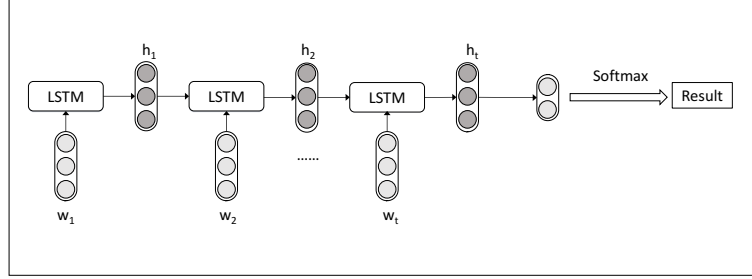 h1
h2
ht
Softmax
LSTM
LSTM
LSTM
Result
......
w1
w2
wt